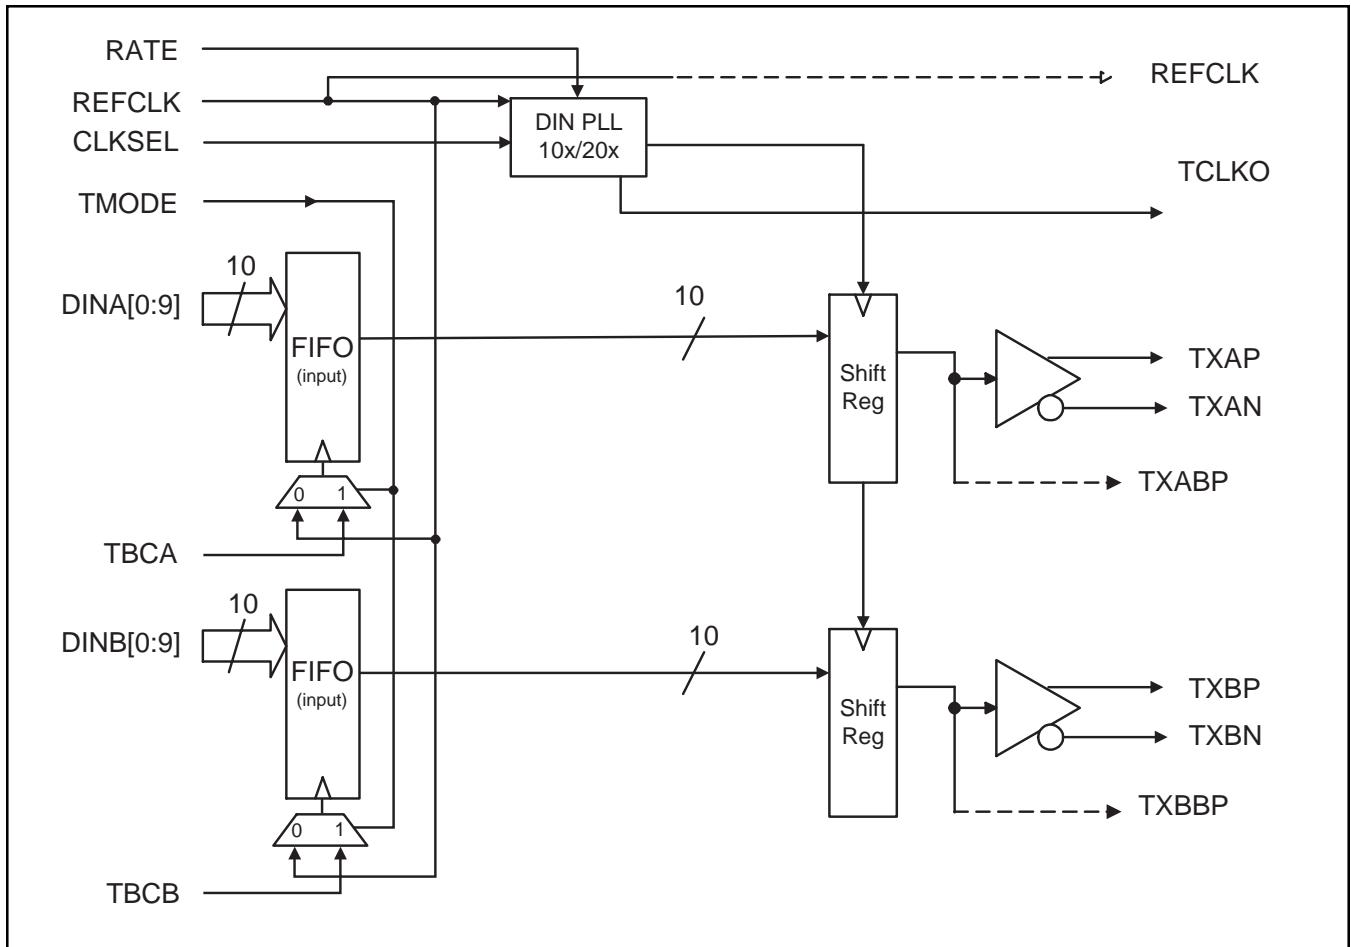 RATE
REFCLK
REFCLK
CLKSEL
DIN PLL
10x/20x
TCLKO
TMODE
10
DINA[0:9]
10
FIFO
(input)
Shift
Reg
TXAP
TXAN
TXABP
0 1
TBCA
10
DINB[0:9]
10
FIFO
(input)
Shift
Reg
TXBP
TXBN
TXBBP
0 1
TBCB